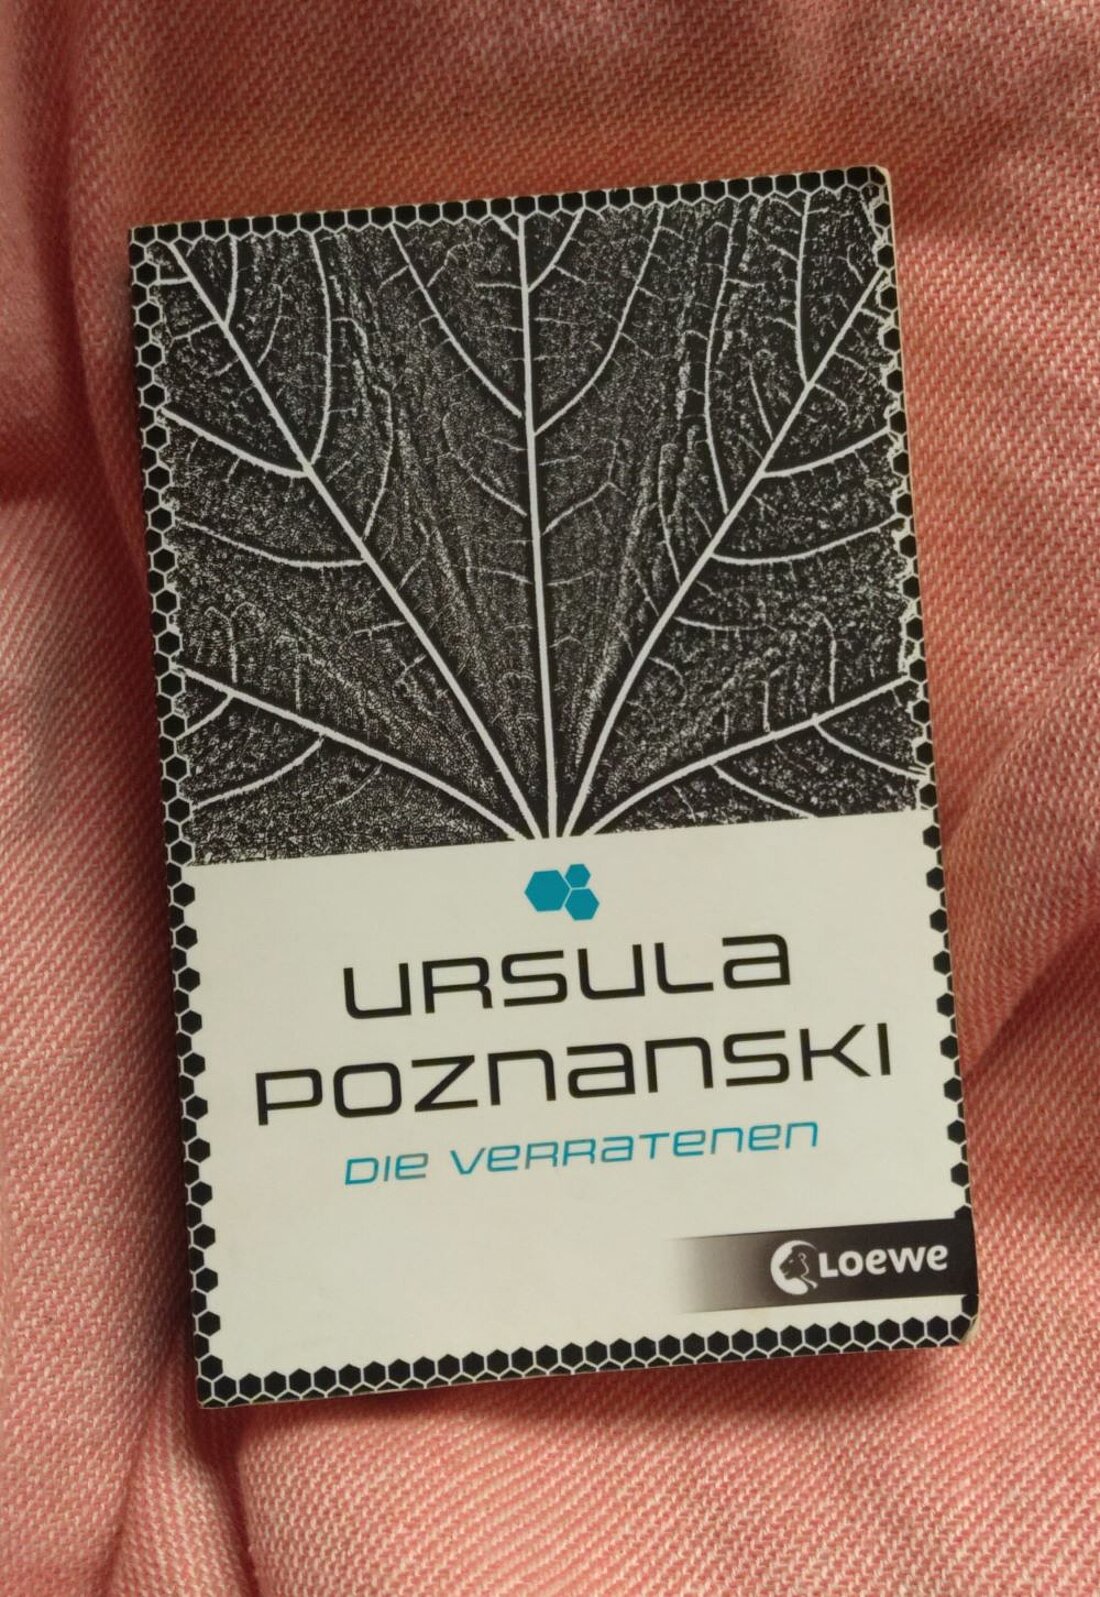 URSULA
POZNANSKI
DIE VERRATENEN
Loewe